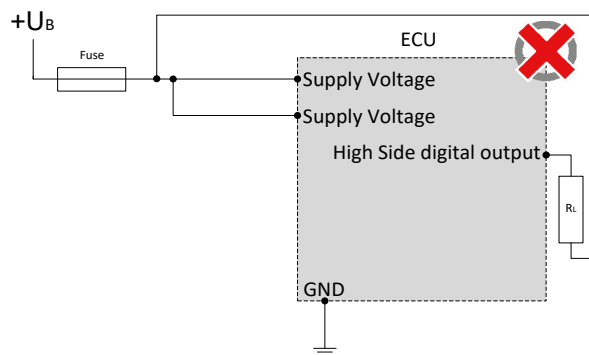 +UB
Fuse
ECU
Supply Voltage
Supply Voltage
High Side digital output
RL
GND